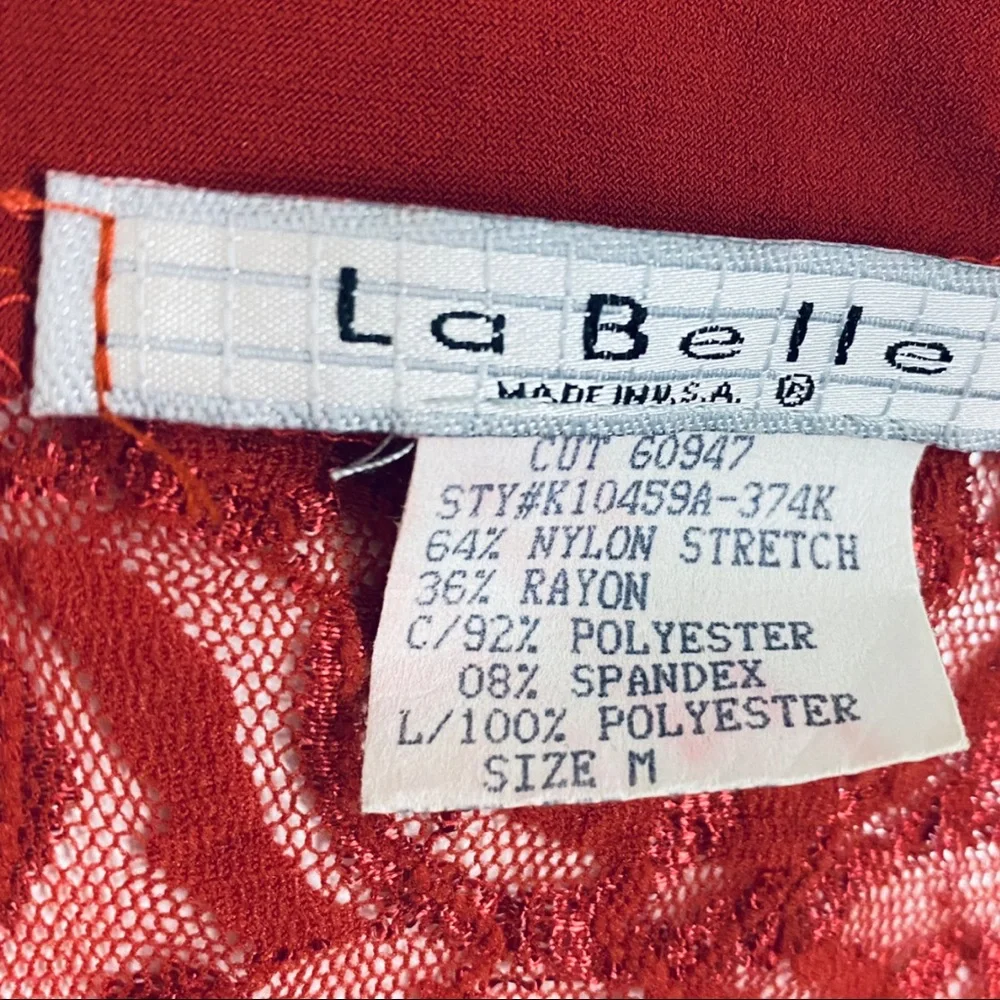 La Belle
MADE IN U.S.A. ®
CUT 60947
STY#K10459A-374K
64% NYLON STRETCH
36% RAYON
C/92% POLYESTER
08% SPANDEX
L/100% POLYESTER
SIZE M